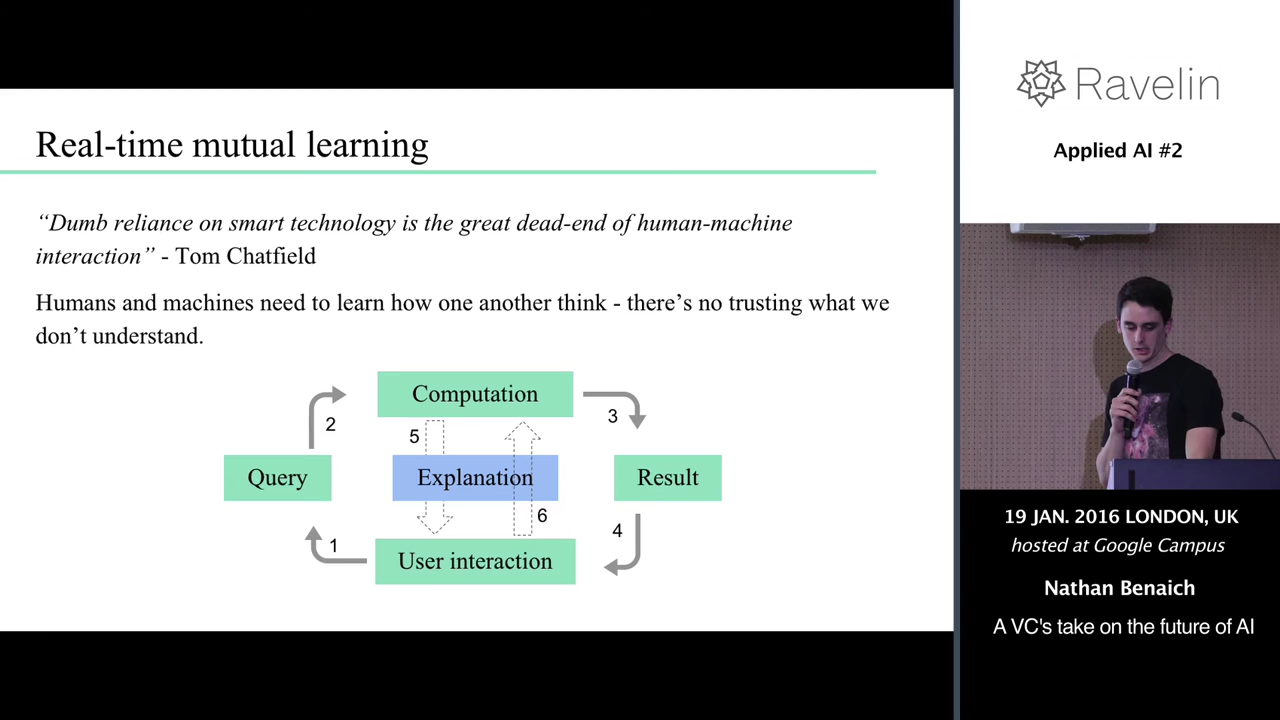 Real-time mutual learning
“Dumb reliance on smart technology is the great dead-end of human-machine
interaction” - Tom Chatfield
Humans and machines need to learn how one another think - there’s no trusting what we
don’t understand.
Computation
2
3
5
Query
Explanation
Result
6
4
1
User interaction
Ravelin
Applied AI #2
19 JAN. 2016 LONDON, UK
hosted at Google Campus
Nathan Benaich
A VC's take on the future of AI